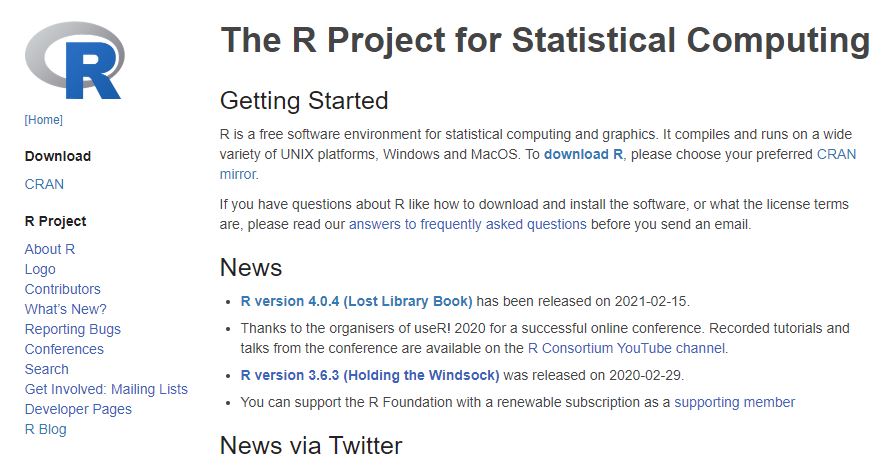 R
[Home]
Download
CRAN
R Project
About R
Logo
Contributors
What's New?
Reporting Bugs
Conferences
Search
Get Involved: Mailing Lists
Developer Pages
R Blog
The R Project for Statistical Computing
Getting Started
R is a free software environment for statistical computing and graphics. It compiles and runs on a wide
variety of UNIX platforms, Windows and MacOS. To download R, please choose your preferred CRAN
mirror.
If you have questions about R like how to download and install the software, or what the license terms
are, please read our answers to frequently asked questions before you send an email.
News
• R version 4.0.4 (Lost Library Book) has been released on 2021-02-15.
• Thanks to the organisers of useR! 2020 for a successful online conference. Recorded tutorials and
talks from the conference are available on the R Consortium YouTube channel.
• R version 3.6.3 (Holding the Windsock) was released on 2020-02-29.
• You can support the R Foundation with a renewable subscription as a supporting member
News via Twitter